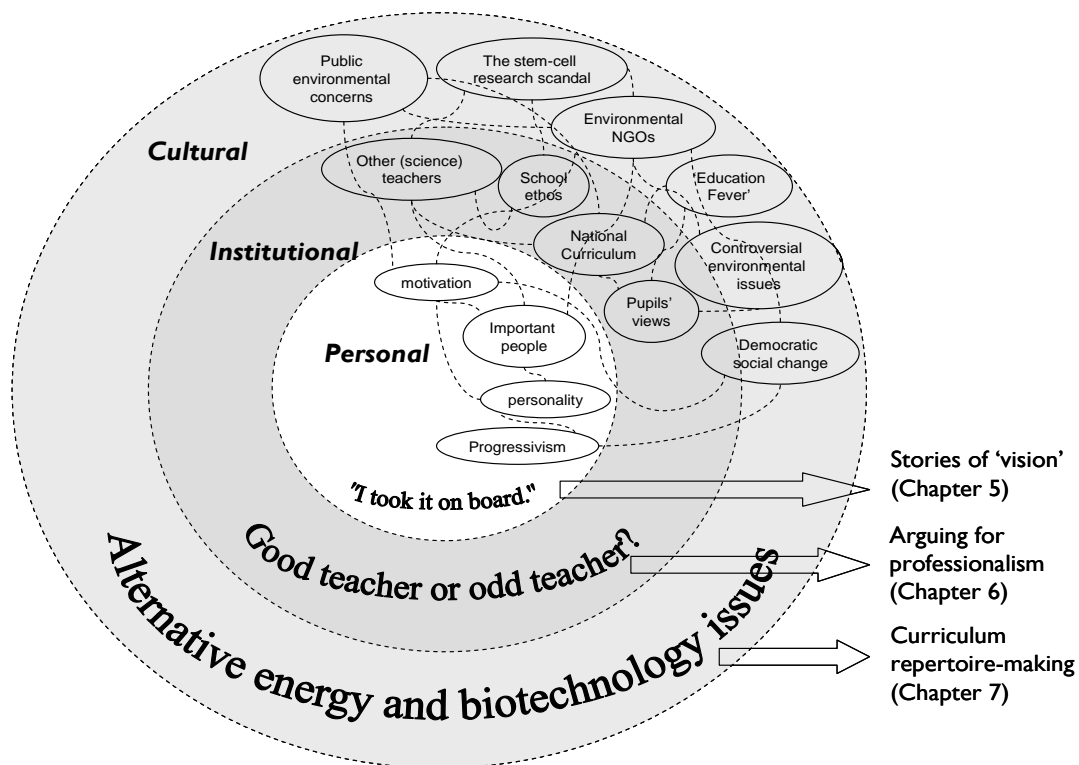 Public
environmental
concerns
The stem-cell
research scandal
Environmental
NGOs
Cultural
Other (science)
teachers
School
ethos
Education
Fever’
Institutional
National
Curriculum
Controversial
environmental
issues
motivation
Pupils’
views
Important
people
Personal
Democratic
social change
personality
Progressivism
"I took it on board."
Good teacher or odd teacher?
Alternative energy and biotechnology issues
Stories of ‘vision’
(Chapter 5)
Arguing for
professionalism
(Chapter 6)
Curriculum
repertoire-making
(Chapter 7)